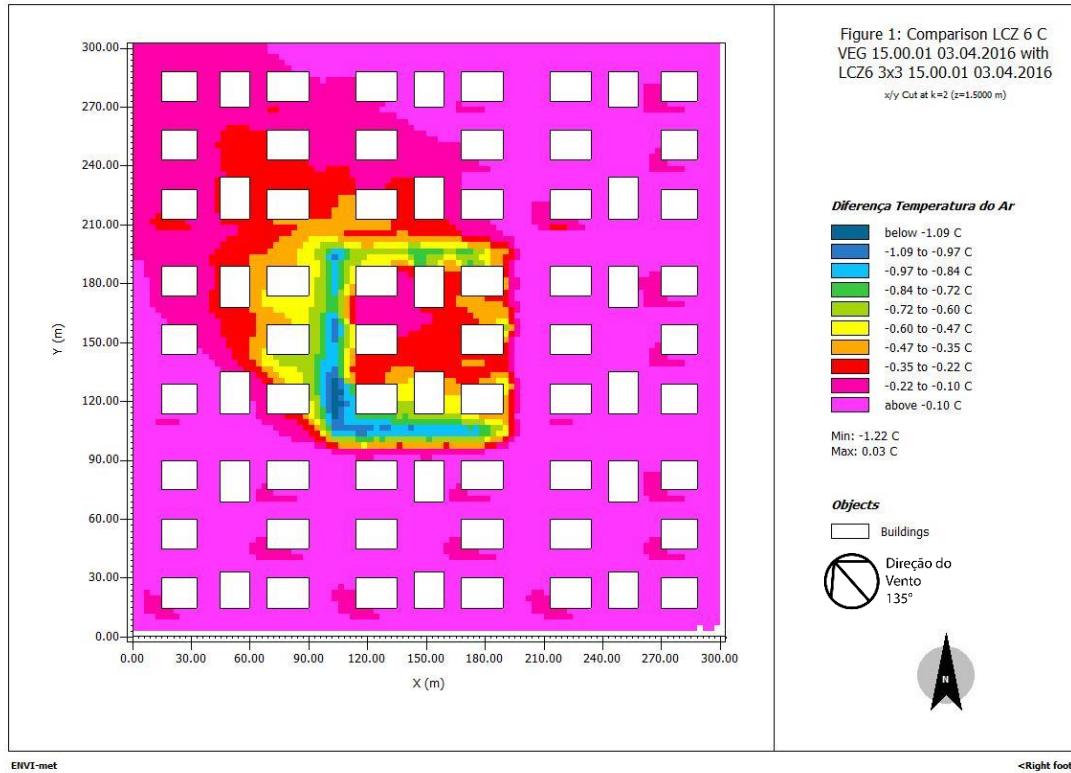 Figure 1: Comparison LCZ 6 C
VEG 15.00.01 03.04.2016 with
LCZ6 3x3 15.00.01 03.04.2016
x/y Cut at k=2 (z=1.5000 m)
300.00
270.00
240.00
210.00
180.00
150.00
120.00
90.00
60.00
30.00
0.00
Y (m)
0.00 30.00 60.00 90.00 120.00 150.00 180.00 210.00 240.00 270.00 300.00
X (m)
Diferença Temperatura do Ar
below -1.09 C
-1.09 to -0.97 C
-0.97 to -0.84 C
-0.84 to -0.72 C
-0.72 to -0.60 C
-0.60 to -0.47 C
-0.47 to -0.35 C
-0.35 to -0.22 C
-0.22 to -0.10 C
above -0.10 C
Min: -1.22 C
Max: 0.03 C
Objects
Buildings
Direção do
Vento
135°
N
ENVI-met
<Right foot